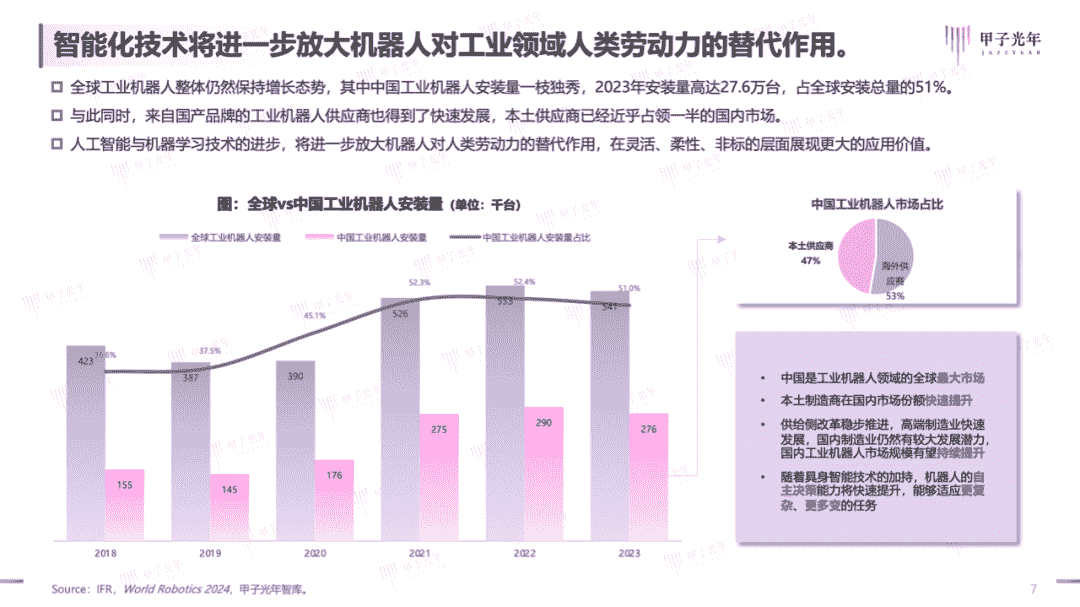 智能化技术将进一步放大机器人对工业领域人类劳动力的替代作用。
甲子光年
JAZZYEAR
全球工业机器人整体仍然保持增长态势，其中中国工业机器人安装量一枝独秀，2023年安装量高达27.6万台，占全球安装总量的51%。
与此同时，来自国产品牌的工业机器人供应商也得到了快速发展，本土供应商已经近乎占领一半的国内市场。
人工智能与机器学习技术的进步，将进一步放大机器人对人类劳动力的替代作用，在灵活、柔性、非标的层面展现更大的应用价值。
图：全球vs中国工业机器人安装量（单位：千台）
全球工业机器人安装量 中国工业机器人安装量 中国工业机器人安装量占比
423 36.6% 155
387 37.5% 145
390 45.1% 176
526 52.3% 275
553 52.4% 290
541 51.0% 276
2018 2019 2020 2021 2022 2023
中国工业机器人市场占比
本土供应商
47%
海外供
应商
53%
• 中国是工业机器人领域的全球最大市场
• 本土制造商在国内市场份额快速提升
• 供给侧改革稳步推进，高端制造业快速
发展，国内制造业仍然有较大发展潜力，
国内工业机器人市场规模有望持续提升
• 随着具身智能技术的加持，机器人的自
主决策能力将快速提升，能够适应更复
杂、更多变的任务
Source：IFR，World Robotics 2024，甲子光年智库。
7